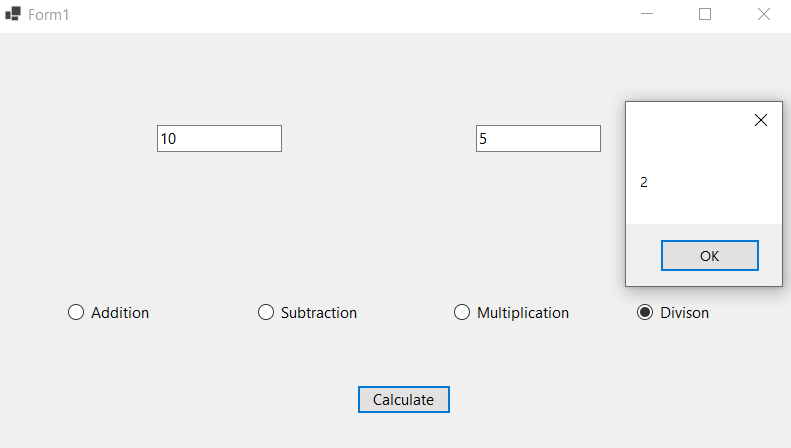 Form1
10
5
2
OK
Addition
Subtraction
Multiplication
Divison
Calculate